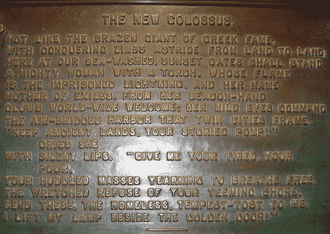 THE NEW COLOSSUS.
NOT LIKE THE BRAZEN GIANT OF GREEK FAME,
WITH CONQUERING LIMBS ASTRIDE FROM LAND TO LAND;
HERE AT OUR SEA-WASHED, SUNSET GATES SHALL STAND
A MIGHTY WOMAN WITH A TORCH, WHOSE FLAME
IS THE IMPRISONED LIGHTNING, AND HER NAME
MOTHER OF EXILES. FROM HER BEACON-HAND
GLOWS WORLD-WIDE WELCOME; HER MILD EYES COMMAND
THE AIR-BRIDGED HARBOR THAT TWIN CITIES FRAME.
"KEEP ANCIENT LANDS, YOUR STORIED POMP!"
CRIES SHE
WITH SILENT LIPS. "GIVE ME YOUR TIRED, YOUR
POOR,
YOUR HUDDLED MASSES YEARNING TO BREATHE FREE,
THE WRETCHED REFUSE OF YOUR TEEMING SHORE.
SEND THESE, THE HOMELESS, TEMPEST-TOST TO ME,
I LIFT MY LAMP BESIDE THE GOLDEN DOOR!"